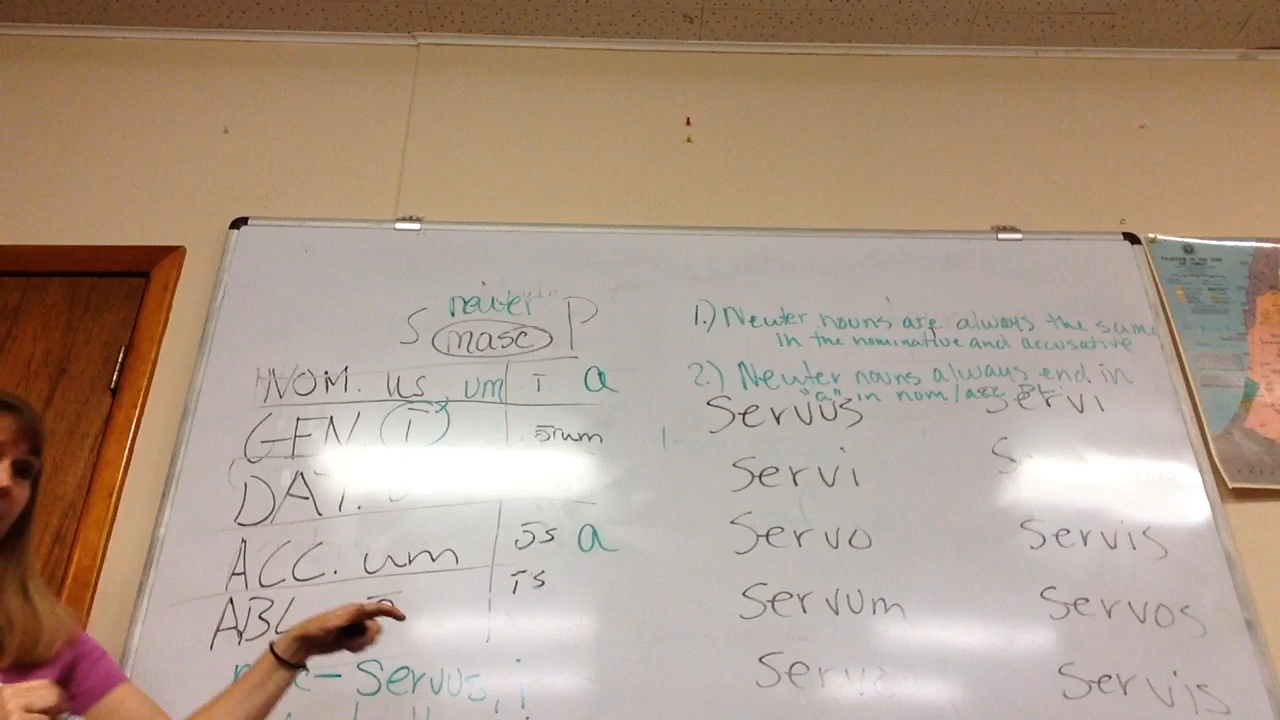 neuter
S masc P
NOM. us, um ī a
GEN. ī ōrum
DAT.
ACC. um ōs a
ABL ō īs
masc - Servus, i
1.) Neuter nouns are always the same
in the nominative and accusative
2.) Neuter nouns always end in
"a" in nom/acc PL.
Servus Servi
Servi
Servo Servis
Servum Servos
Servo Servis